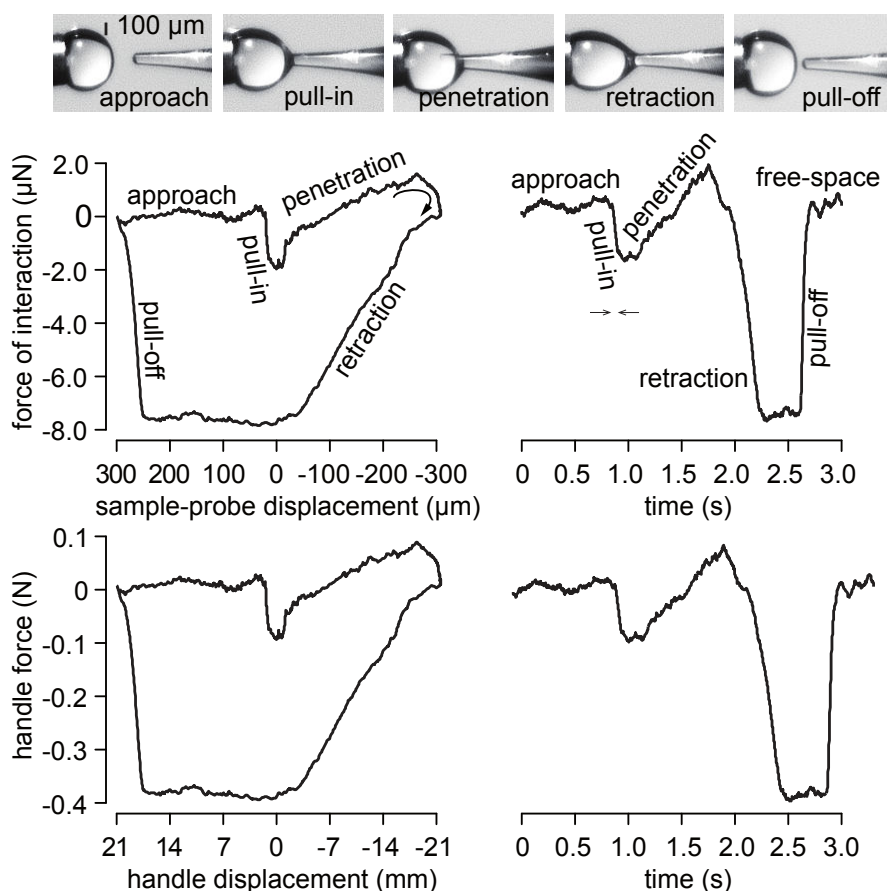 100 µm
approach
pull-in
penetration
retraction
pull-off
force of interaction (µN)
2.0
0
-2.0
-4.0
-6.0
-8.0
approach
pull-in
penetration
retraction
pull-off
300 200 100 0 -100 -200 -300
sample-probe displacement (µm)
approach
pull-in
penetration
retraction
pull-off
free-space
0 0.5 1.0 1.5 2.0 2.5 3.0
time (s)
handle force (N)
0.1
0
-0.1
-0.2
-0.3
-0.4
21 14 7 0 -7 -14 -21
handle displacement (mm)
0 0.5 1.0 1.5 2.0 2.5 3.0
time (s)